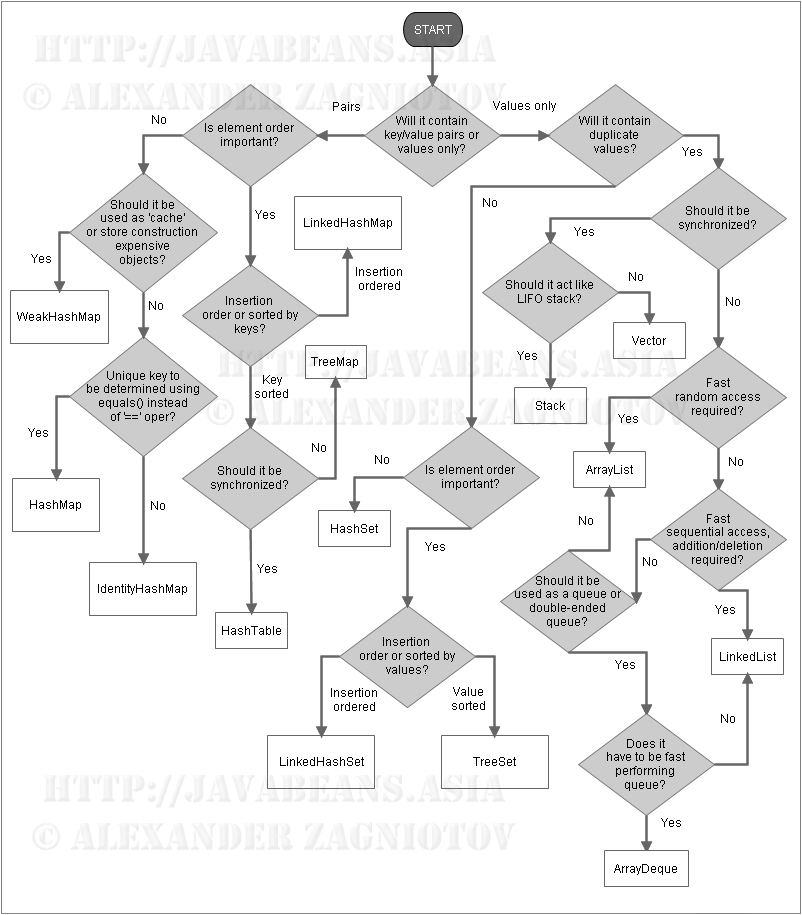 HTTP://JAVABEANS.ASIA
© ALEXANDER ZAGNIOTOV
START
Pairs
Values only
No
Is element order
important?
Will it contain
key/value pairs or
values only?
Will it contain
duplicate
values?
Yes
Should it be
used as 'cache'
or store construction
expensive
objects?
Yes
No
LinkedHashMap
Yes
Should it be
synchronized?
Yes
Insertion
ordered
No
WeakHashMap
No
Insertion
order or sorted by
keys?
Should it act like
LIFO stack?
No
Vector
HTTP://JAVABEANS.ASIA
© ALEXANDER ZAGNIOTOV
Unique key to
be determined using
equals() instead
of '==' oper?
Key
sorted
TreeMap
Yes
Stack
Fast
random access
required?
Yes
Yes
No
No
Should it be
synchronized?
No
Is element order
important?
ArrayList
No
HashMap
No
HashSet
Yes
No
Fast
sequential access,
addition/deletion
required?
No
IdentityHashMap
Yes
Should it be
used as a queue or
double-ended
queue?
Yes
HashTable
Insertion
order or sorted by
values?
LinkedList
Yes
Insertion
ordered
Value
sorted
No
LinkedHashSet
TreeSet
Does it
have to be fast
performing
queue?
HTTP://JAVABEANS.ASIA
© ALEXANDER ZAGNIOTOV
Yes
ArrayDeque